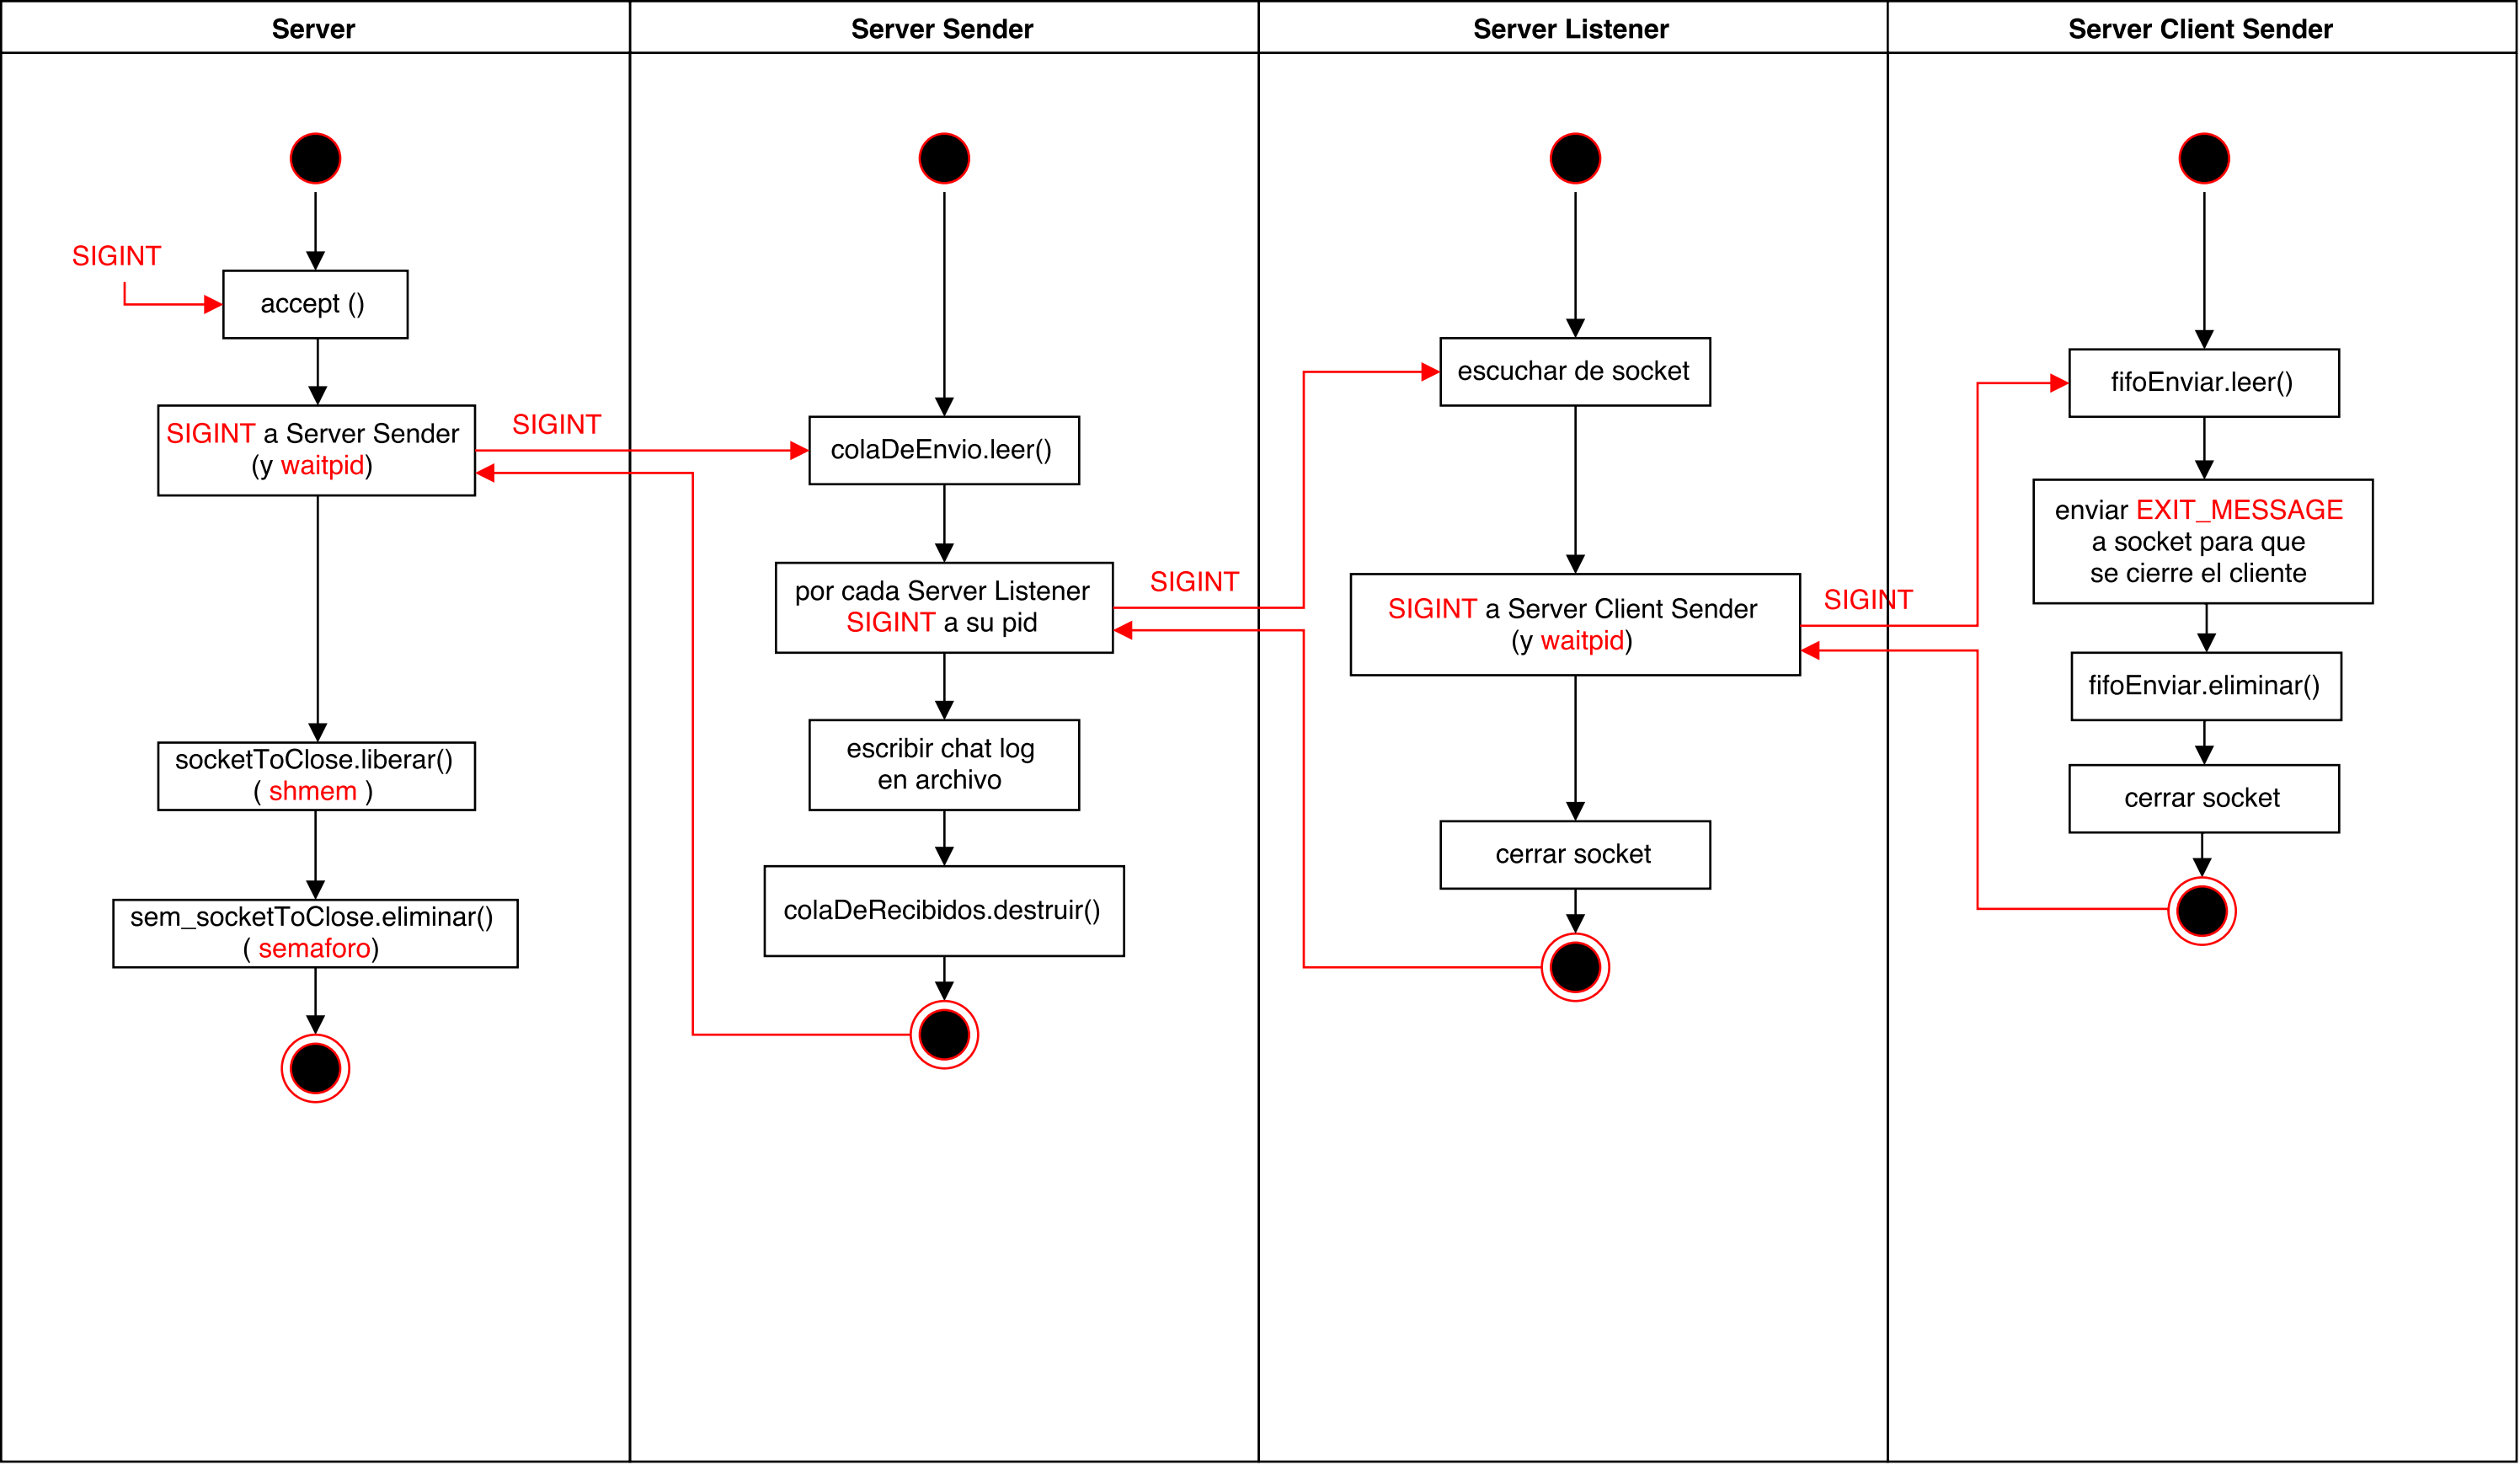 Server
Server Sender
Server Listener
Server Client Sender
SIGINT
accept ()
SIGINT a Server Sender
(y waitpid)
socketToClose.liberar()
( shmem )
sem_socketToClose.eliminar()
( semaforo)
SIGINT
colaDeEnvio.leer()
por cada Server Listener
SIGINT a su pid
escribir chat log
en archivo
colaDeRecibidos.destruir()
SIGINT
escuchar de socket
SIGINT a Server Client Sender
(y waitpid)
cerrar socket
SIGINT
fifoEnviar.leer()
enviar EXIT_MESSAGE
a socket para que
se cierre el cliente
fifoEnviar.eliminar()
cerrar socket